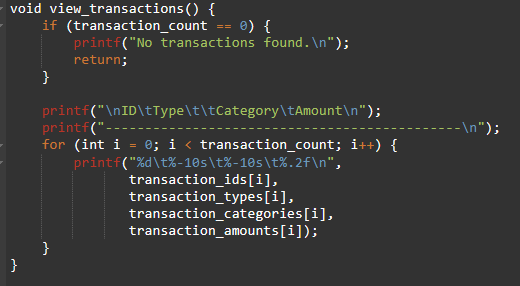 void view_transactions() {
    if (transaction_count == 0) {
        printf("No transactions found.\n");
        return;
    }

    printf("\nID\tType\t\tCategory\tAmount\n");
    printf("---------------------------------------------\n");
    for (int i = 0; i < transaction_count; i++) {
        printf("%d\t%-10s\t%-10s\t%.2f\n",
               transaction_ids[i],
               transaction_types[i],
               transaction_categories[i],
               transaction_amounts[i]);
    }
}